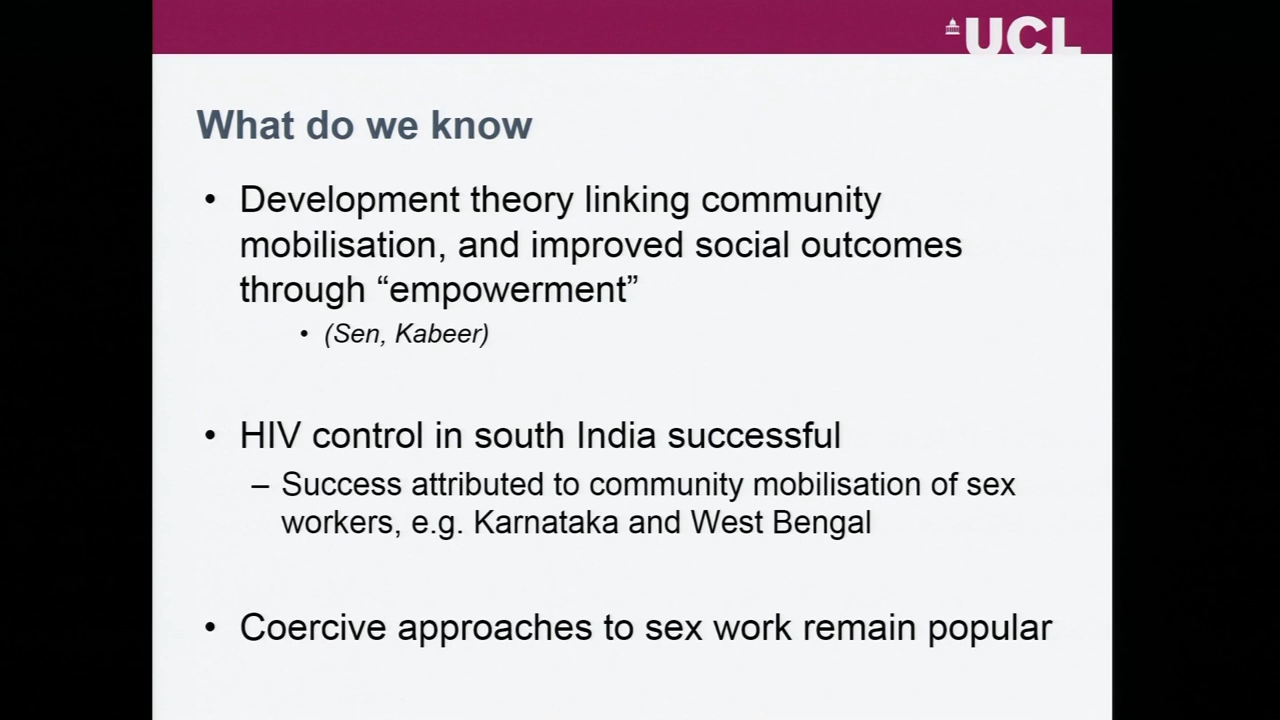 UCL
What do we know
• Development theory linking community
mobilisation, and improved social outcomes
through “empowerment”
• (Sen, Kabeer)
• HIV control in south India successful
– Success attributed to community mobilisation of sex
workers, e.g. Karnataka and West Bengal
• Coercive approaches to sex work remain popular